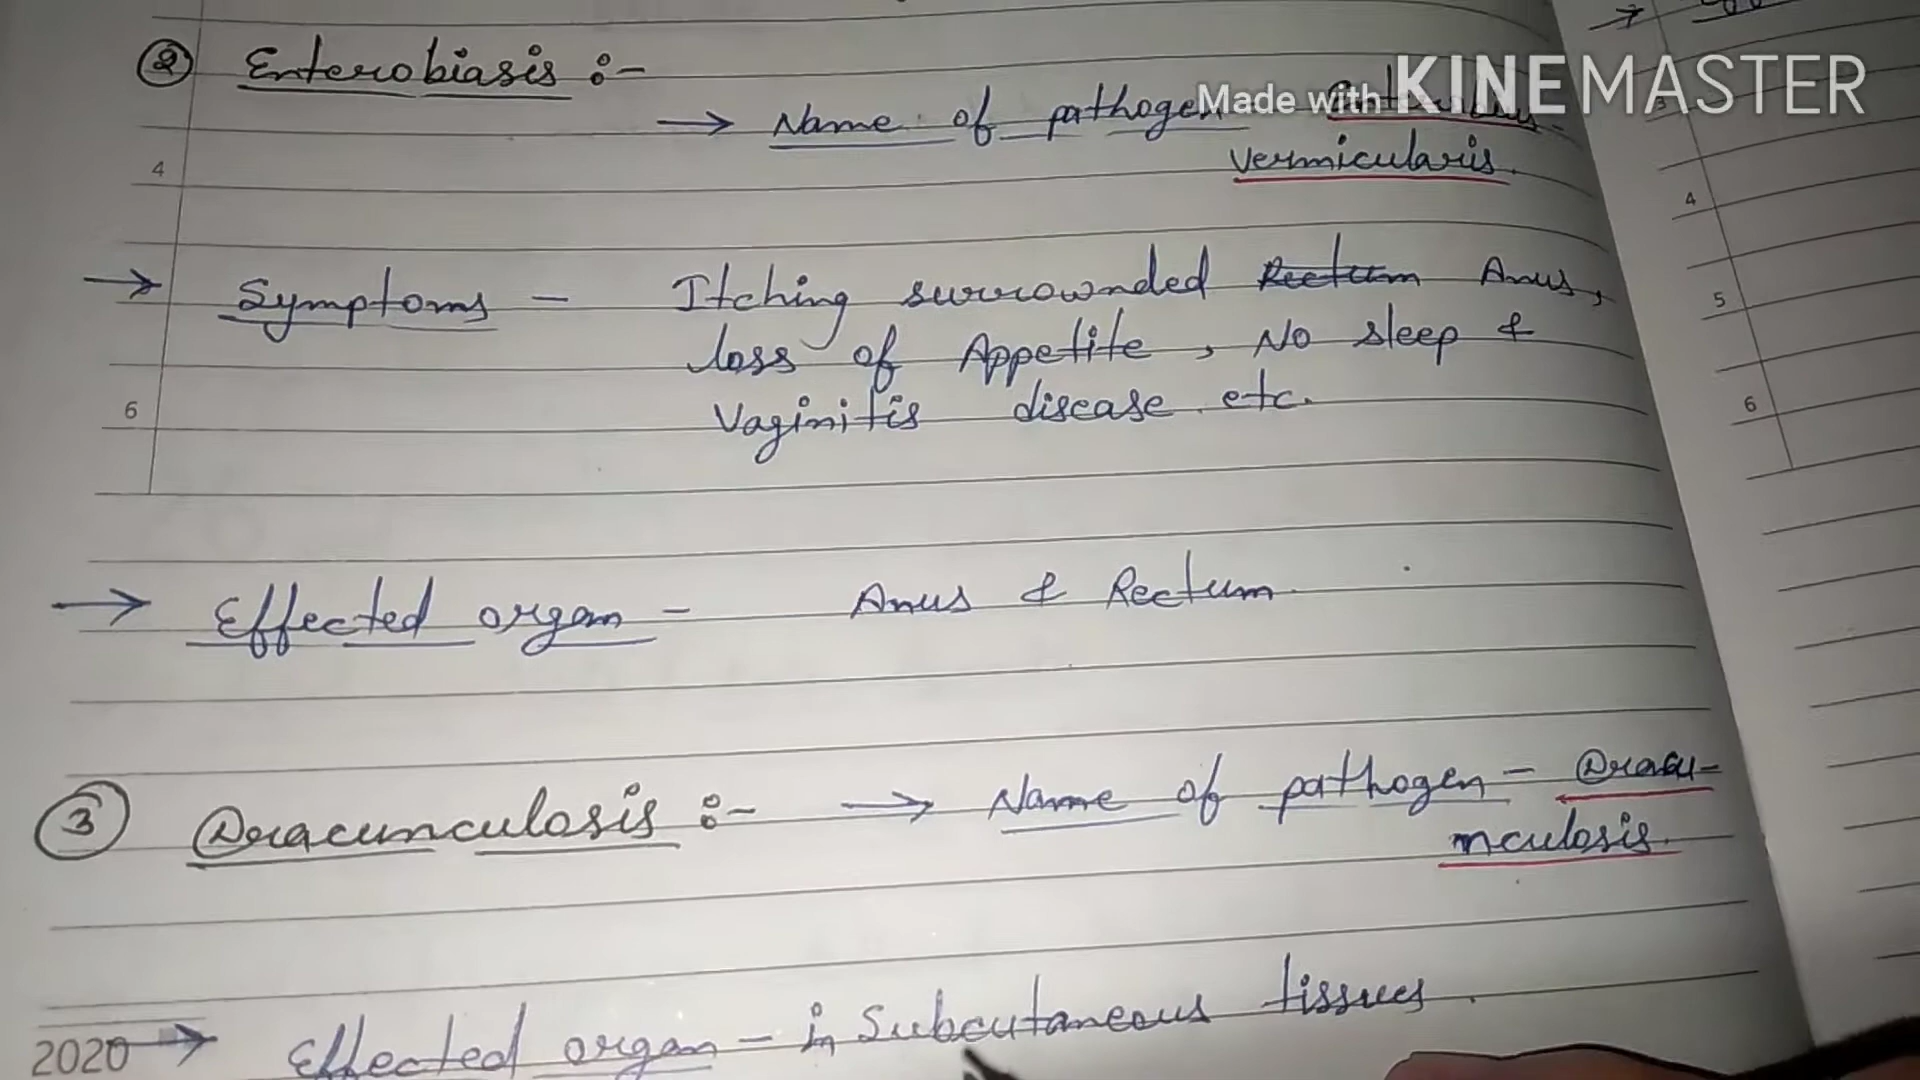 ② Enterobiasis :-
Made with KINEMASTER
→ Name of pathogen
vermicularis.
4
→ Symptoms - Itching surrownded Rectum Anus,
loss of Appetite, No sleep &
Vaginitis disease etc.
6
→ Effected organ - Anus & Rectum.
③ Dracunculosis :- → Name of pathogen - Dracu-
nculosis.
→ Effected organ - in Subcutaneous tissues.
2020
3
4
5
6